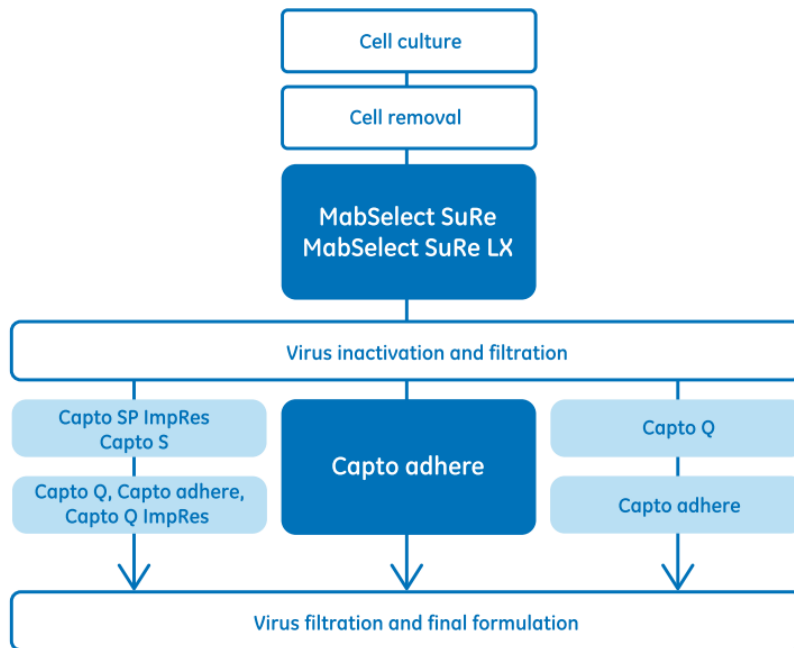 Cell culture
Cell removal
MabSelect SuRe
MabSelect SuRe LX
Virus inactivation and filtration
Capto SP ImpRes
Capto S
Capto Q, Capto adhere,
Capto Q ImpRes
Capto adhere
Capto Q
Capto adhere
Virus filtration and final formulation